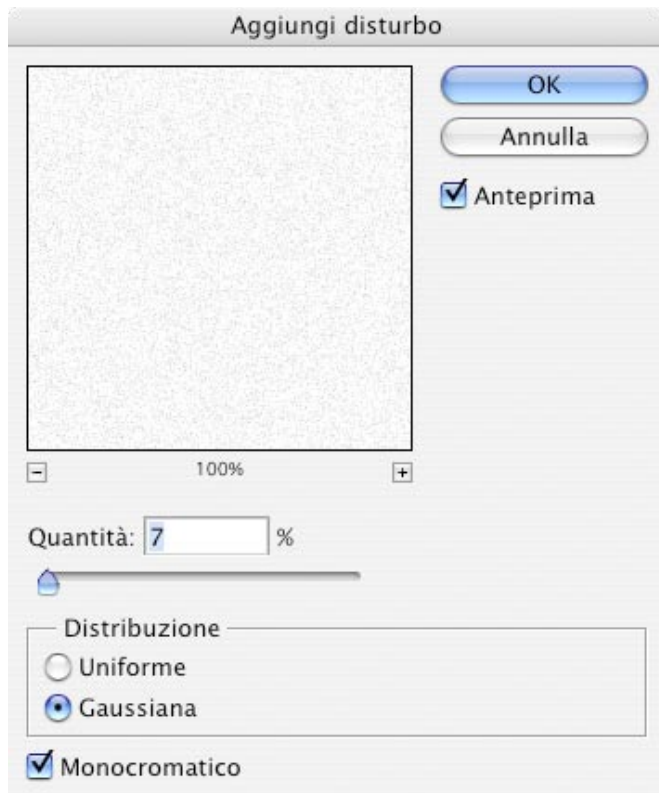 Aggiungi disturbo
OK
Annulla
Anteprima
100%
Quantità: 7 %
Distribuzione
Uniforme
Gaussiana
Monocromatico